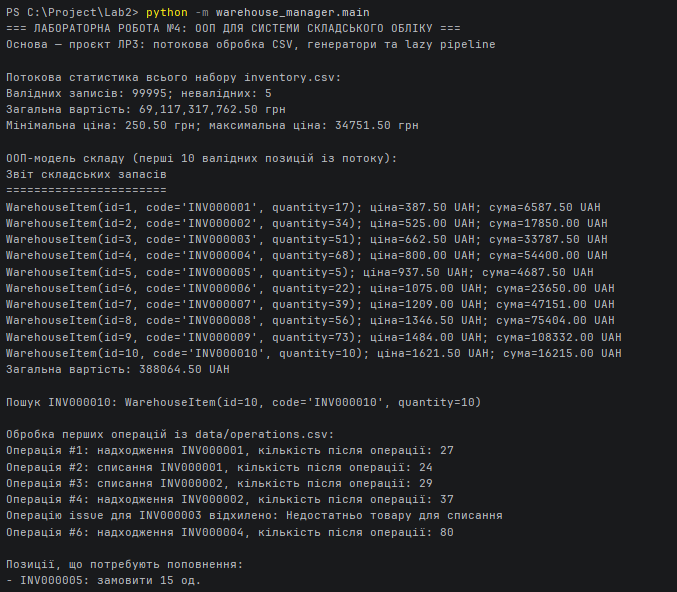 PS C:\Project\Lab2> python -m warehouse_manager.main
=== ЛАБОРАТОРНА РОБОТА №4: ООП ДЛЯ СИСТЕМИ СКЛАДСЬКОГО ОБЛІКУ ===
Основа — проєкт ЛР3: потокова обробка CSV, генератори та lazy pipeline
Потокова статистика всього набору inventory.csv:
Валідних записів: 99995; невалідних: 5
Загальна вартість: 69,117,317,762.50 грн
Мінімальна ціна: 250.50 грн; максимальна ціна: 34751.50 грн
ООП-модель складу (перші 10 валідних позицій із потоку):
Звіт складських запасів
========================
WarehouseItem(id=1, code='INV000001', quantity=17); ціна=387.50 UAH; сума=6587.50 UAH
WarehouseItem(id=2, code='INV000002', quantity=34); ціна=525.00 UAH; сума=17850.00 UAH
WarehouseItem(id=3, code='INV000003', quantity=51); ціна=662.50 UAH; сума=33787.50 UAH
WarehouseItem(id=4, code='INV000004', quantity=68); ціна=800.00 UAH; сума=54400.00 UAH
WarehouseItem(id=5, code='INV000005', quantity=5); ціна=937.50 UAH; сума=4687.50 UAH
WarehouseItem(id=6, code='INV000006', quantity=22); ціна=1075.00 UAH; сума=23650.00 UAH
WarehouseItem(id=7, code='INV000007', quantity=39); ціна=1209.00 UAH; сума=47151.00 UAH
WarehouseItem(id=8, code='INV000008', quantity=56); ціна=1346.50 UAH; сума=75404.00 UAH
WarehouseItem(id=9, code='INV000009', quantity=73); ціна=1484.00 UAH; сума=108332.00 UAH
WarehouseItem(id=10, code='INV000010', quantity=10); ціна=1621.50 UAH; сума=16215.00 UAH
Загальна вартість: 388064.50 UAH
Пошук INV000010: WarehouseItem(id=10, code='INV000010', quantity=10)
Обробка перших операцій із data/operations.csv:
Операція #1: надходження INV000001, кількість після операції: 27
Операція #2: списання INV000001, кількість після операції: 24
Операція #3: списання INV000002, кількість після операції: 29
Операція #4: надходження INV000002, кількість після операції: 37
Операцію issue для INV000003 відхилено: Недостатньо товару для списання
Операція #6: надходження INV000004, кількість після операції: 80
Позиції, що потребують поповнення:
- INV000005: замовити 15 од.